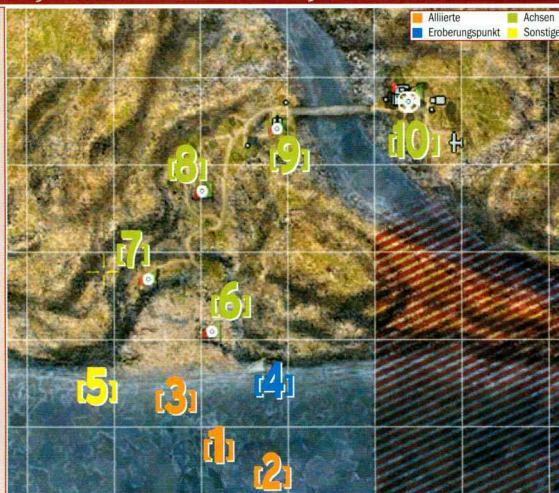 Alliierte
Achsen
Eroberungspunkt
Sonstige
[10]
[9]
[8]
[7]
[6]
[5]
[3]
[4]
[1]
[2]